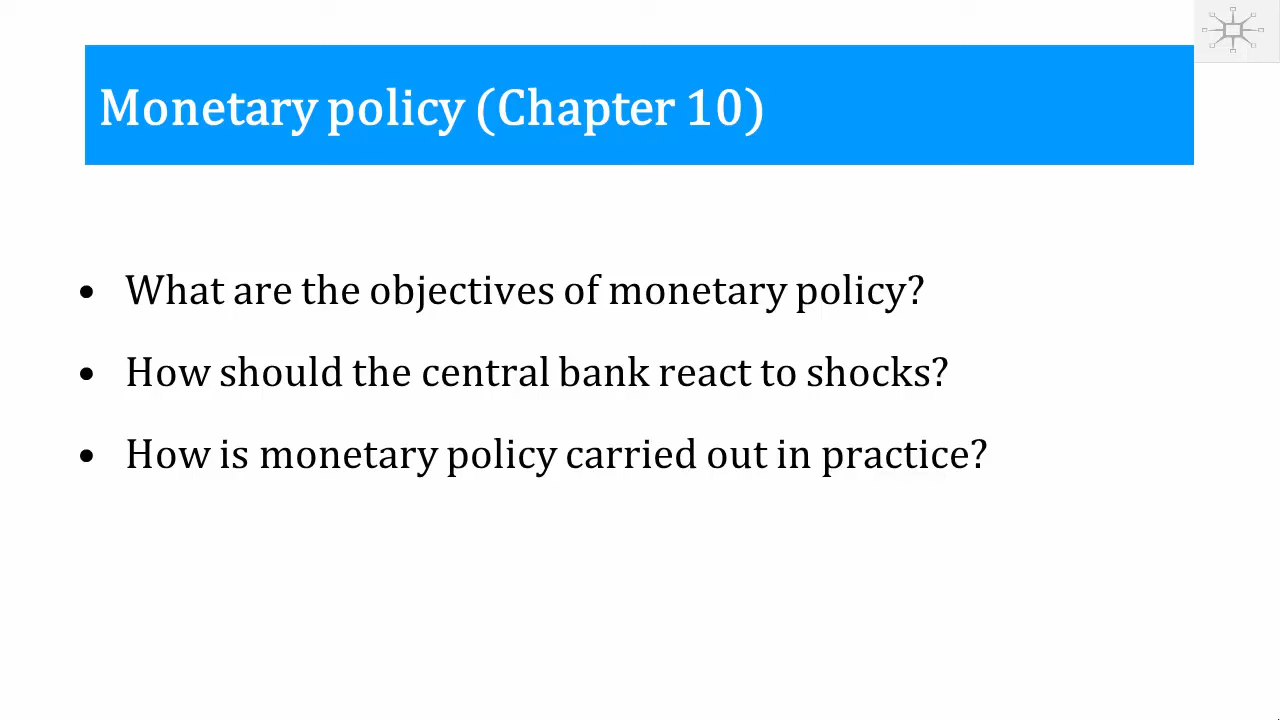 Monetary policy (Chapter 10)
• What are the objectives of monetary policy?
• How should the central bank react to shocks?
• How is monetary policy carried out in practice?